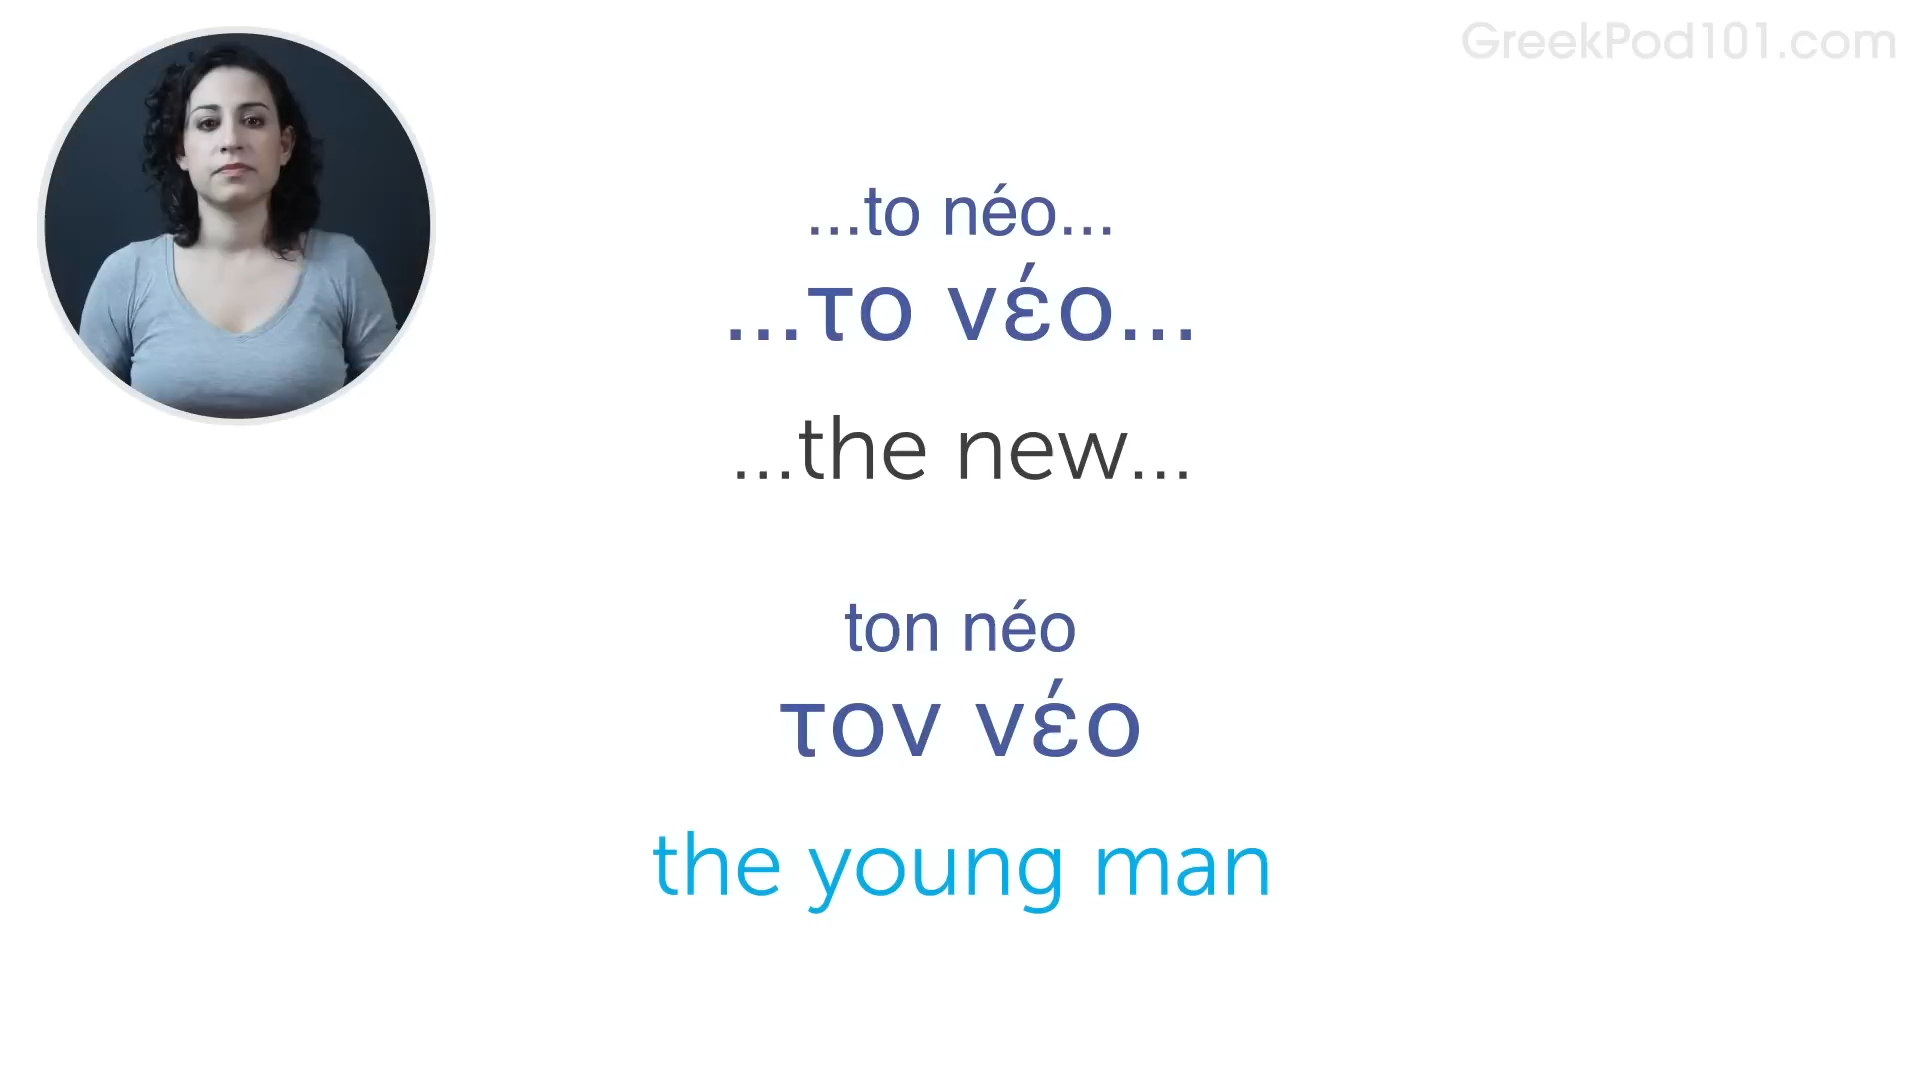 GreekPod101.com
...to néo...
...το νέο...
...the new...
ton néo
τον νέο
the young man